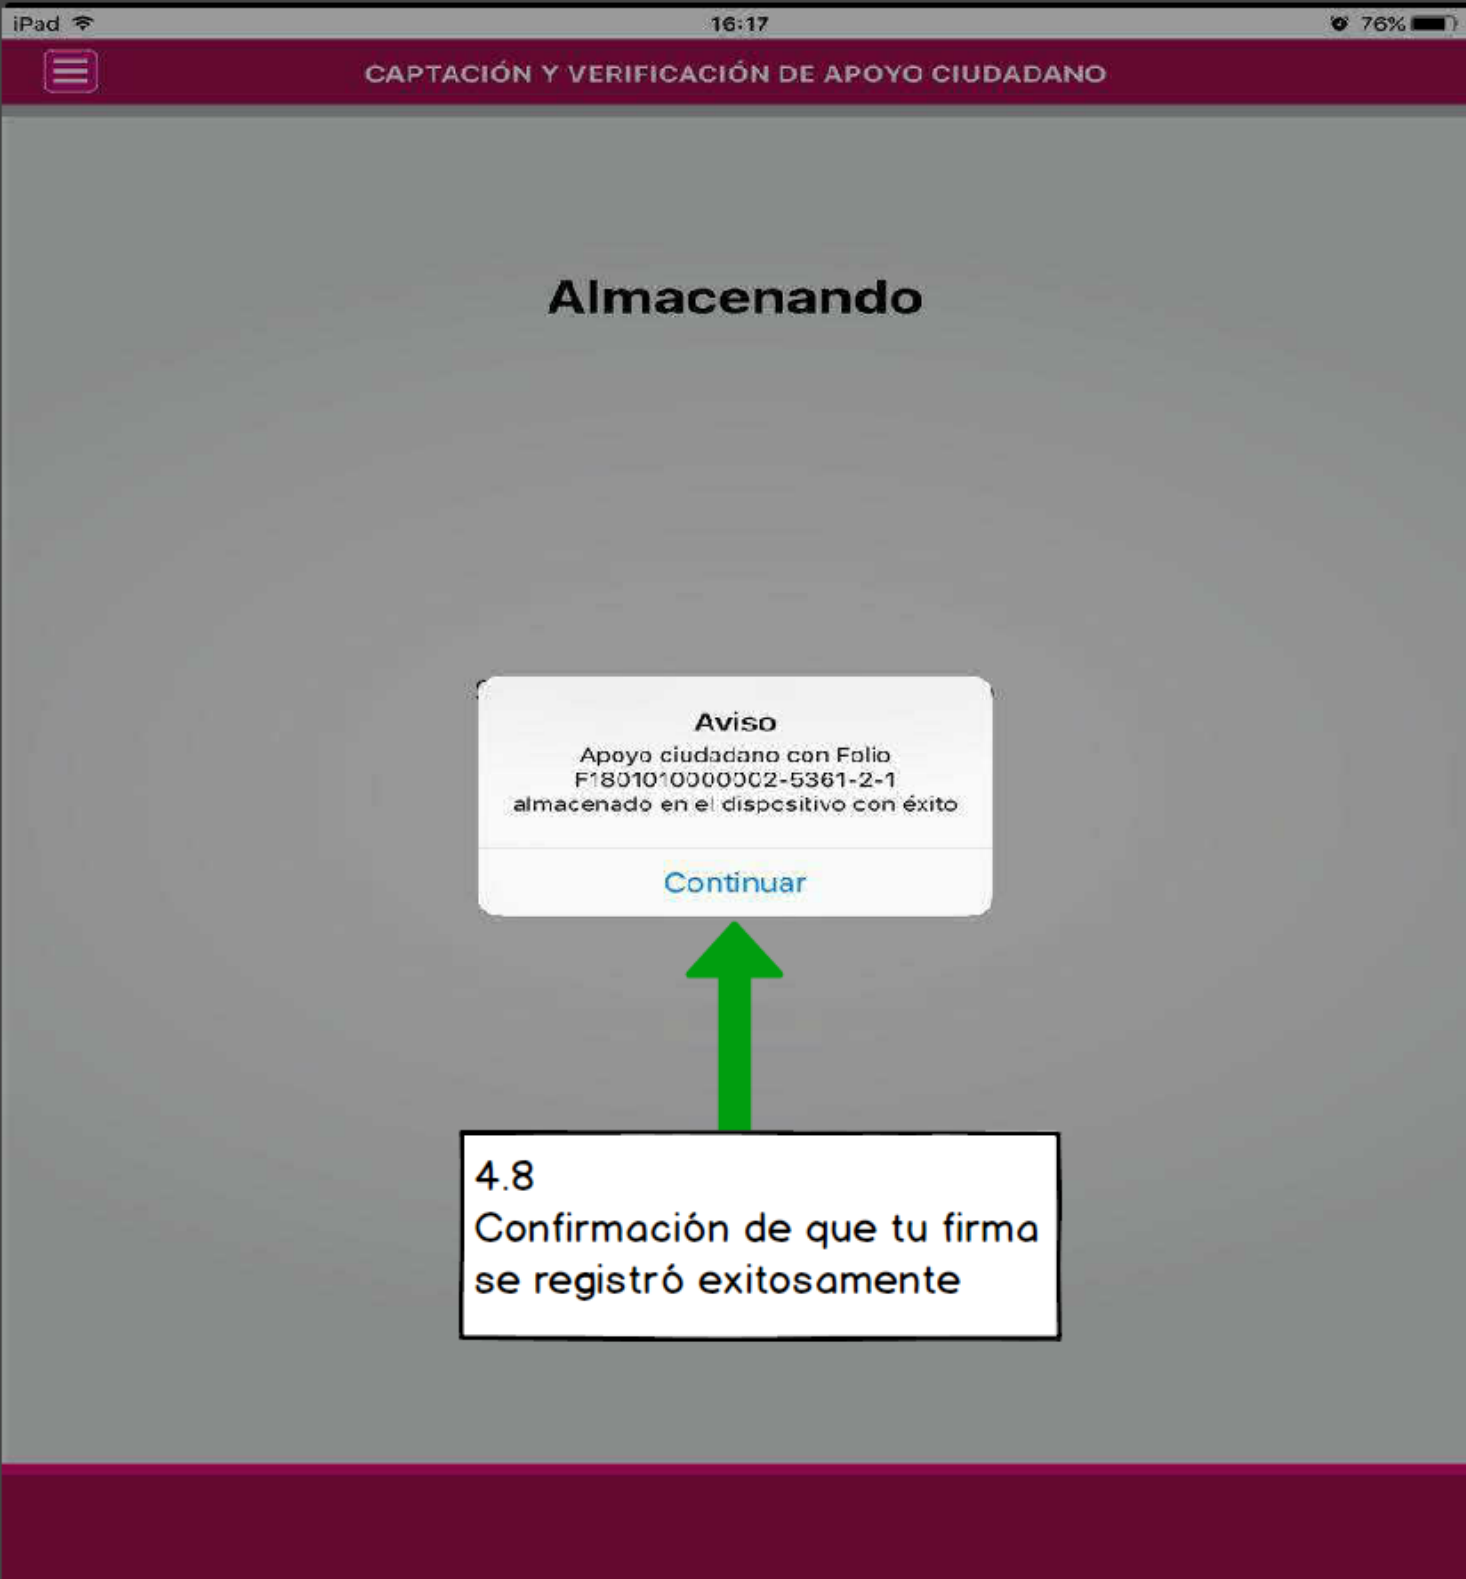 iPad
16:17
76%
CAPTACIÓN Y VERIFICACIÓN DE APOYO CIUDADANO
Almacenando
Aviso
Apoyo ciudadano con Folio
F1801010000002-5361-2-1
almacenado en el dispositivo con éxito
Continuar
4.8
Confirmación de que tu firma
se registró exitosamente